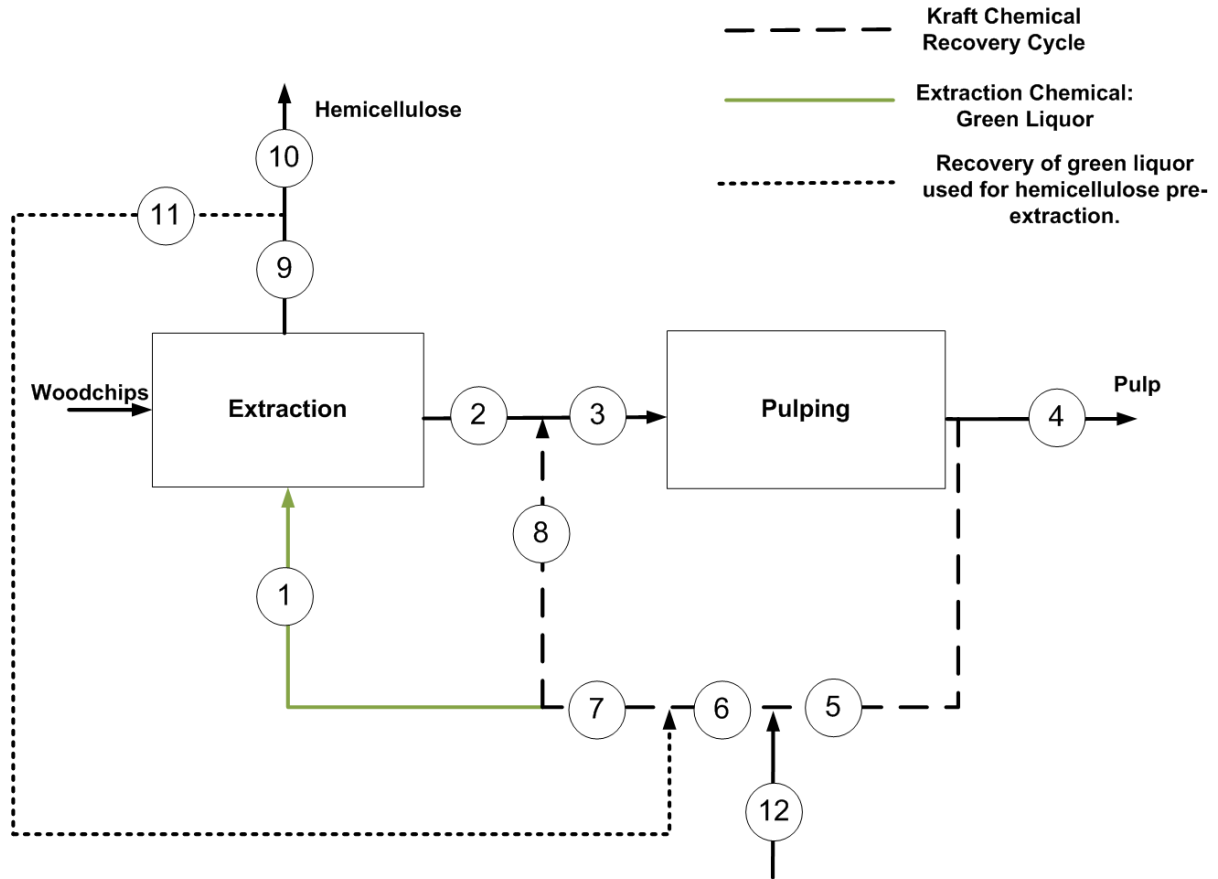 Kraft Chemical
Recovery Cycle
Extraction Chemical:
Green Liquor
Recovery of green liquor
used for hemicellulose pre-
extraction.
Hemicellulose
10
11
9
Woodchips
Extraction
2
3
Pulping
4
Pulp
8
1
7
6
5
12